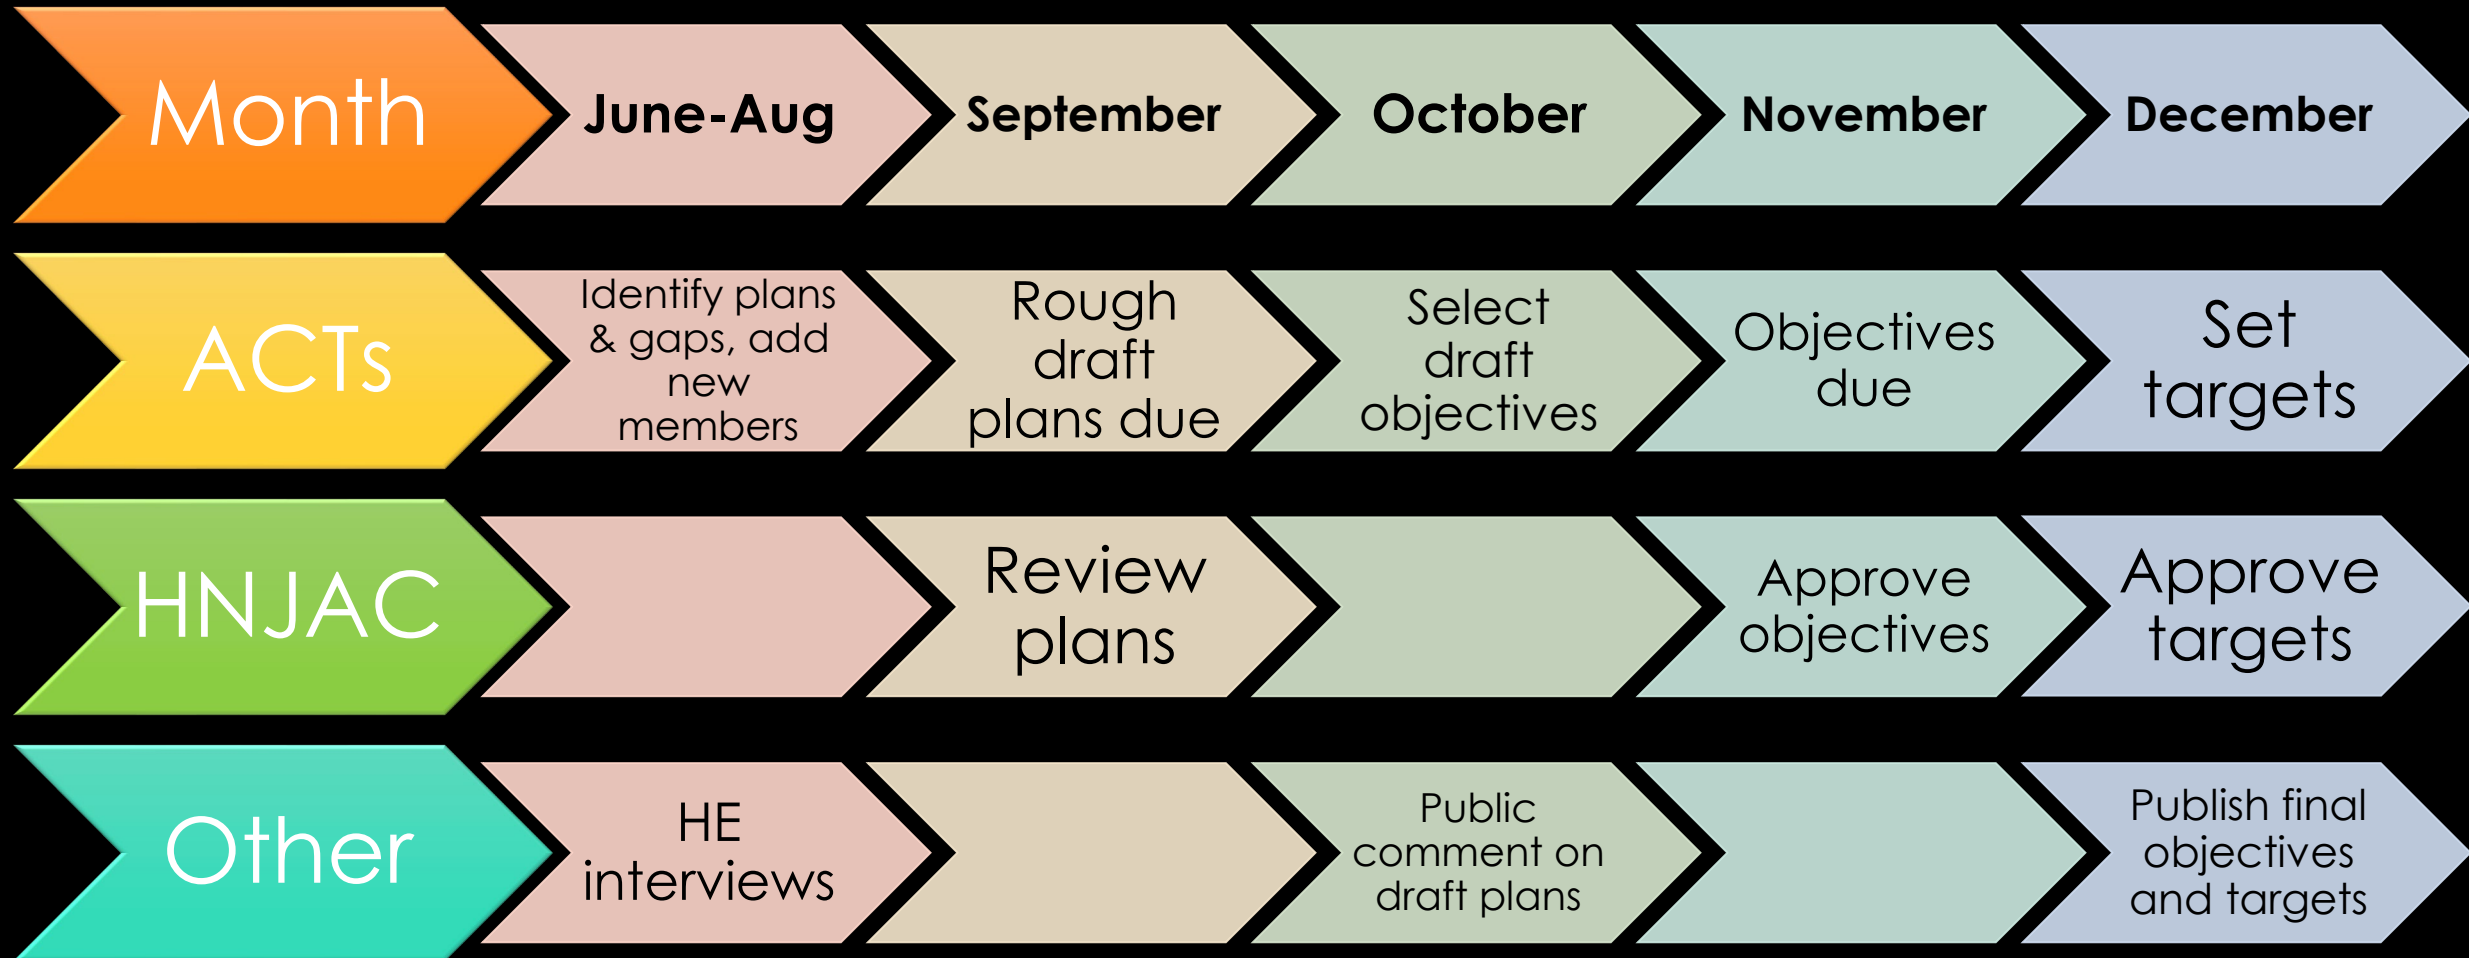 Month
June-Aug
September
October
November
December
ACTs
Identify plans
& gaps, add
new
members
Rough
draft
plans due
Select
draft
objectives
Objectives
due
Set
targets
HNJAC
Review
plans
Approve
objectives
Approve
targets
Other
HE
interviews
Public
comment on
draft plans
Publish final
objectives
and targets